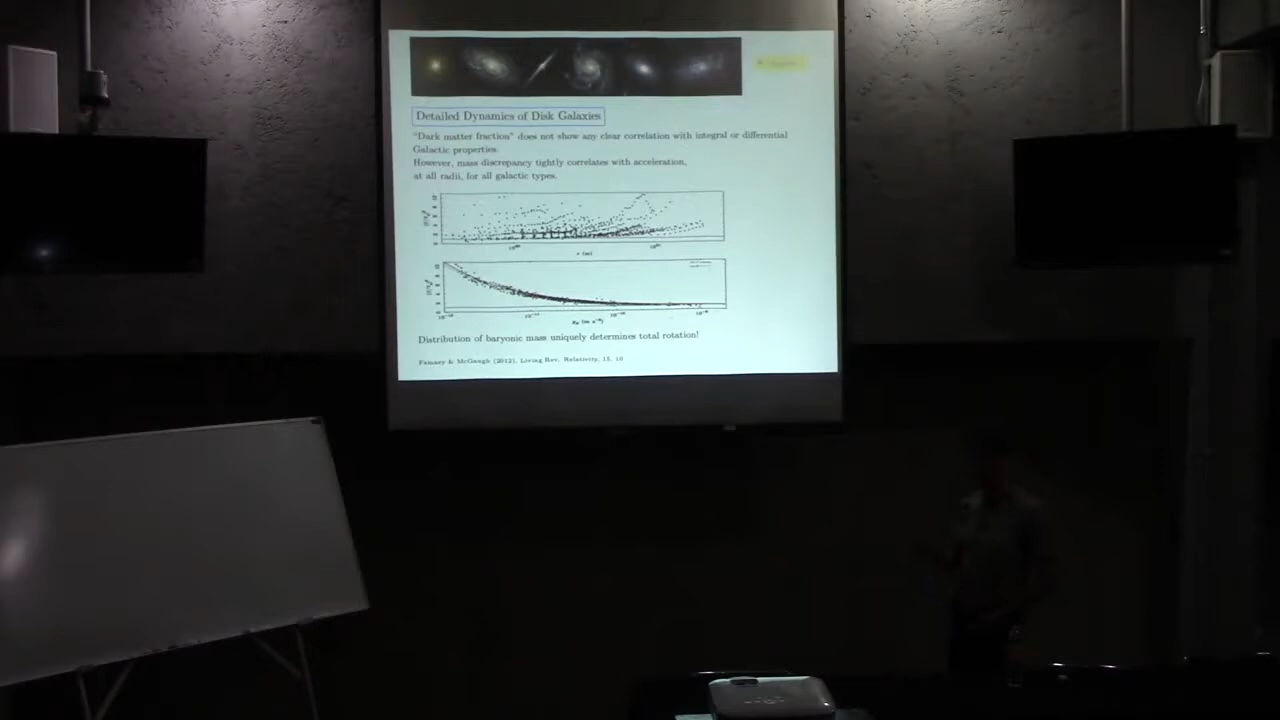 Detailed Dynamics of Disk Galaxies
"Dark matter fraction" does not show any clear correlation with integral or differential
Galactic properties.
However, mass discrepancy tightly correlates with acceleration,
at all radii, for all galactic types.
r (m)
Distribution of baryonic mass uniquely determines total rotation!
Famaey & McGaugh (2012), Living Rev. Relativity, 15, 10